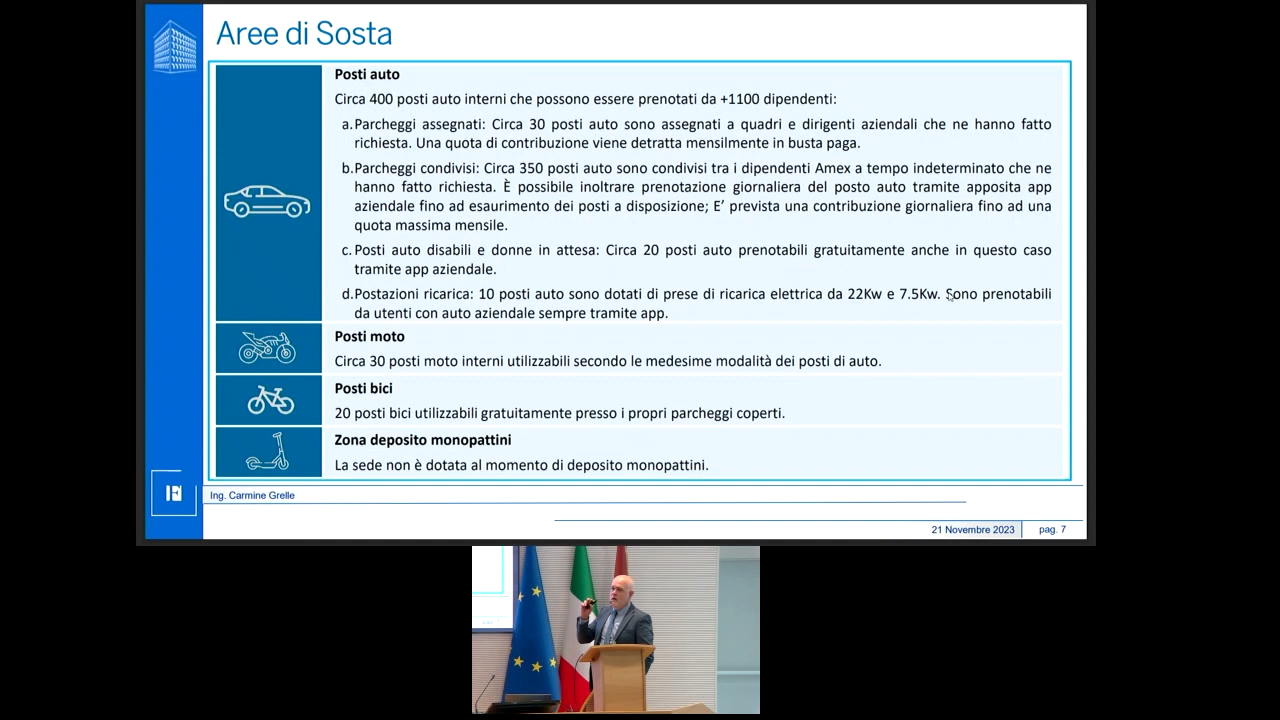 Aree di Sosta
Posti auto
Circa 400 posti auto interni che possono essere prenotati da +1100 dipendenti:
a.Parcheggi assegnati: Circa 30 posti auto sono assegnati a quadri e dirigenti aziendali che ne hanno fatto
richiesta. Una quota di contribuzione viene detratta mensilmente in busta paga.
b.Parcheggi condivisi: Circa 350 posti auto sono condivisi tra i dipendenti Amex a tempo indeterminato che ne
hanno fatto richiesta. È possibile inoltrare prenotazione giornaliera del posto auto tramite apposita app
aziendale fino ad esaurimento dei posti a disposizione; E’ prevista una contribuzione giornaliera fino ad una
quota massima mensile.
c. Posti auto disabili e donne in attesa: Circa 20 posti auto prenotabili gratuitamente anche in questo caso
tramite app aziendale.
d.Postazioni ricarica: 10 posti auto sono dotati di prese di ricarica elettrica da 22Kw e 7.5Kw. Sono prenotabili
da utenti con auto aziendale sempre tramite app.
Posti moto
Circa 30 posti moto interni utilizzabili secondo le medesime modalità dei posti di auto.
Posti bici
20 posti bici utilizzabili gratuitamente presso i propri parcheggi coperti.
Zona deposito monopattini
La sede non è dotata al momento di deposito monopattini.
Ing. Carmine Grelle
21 Novembre 2023
pag. 7